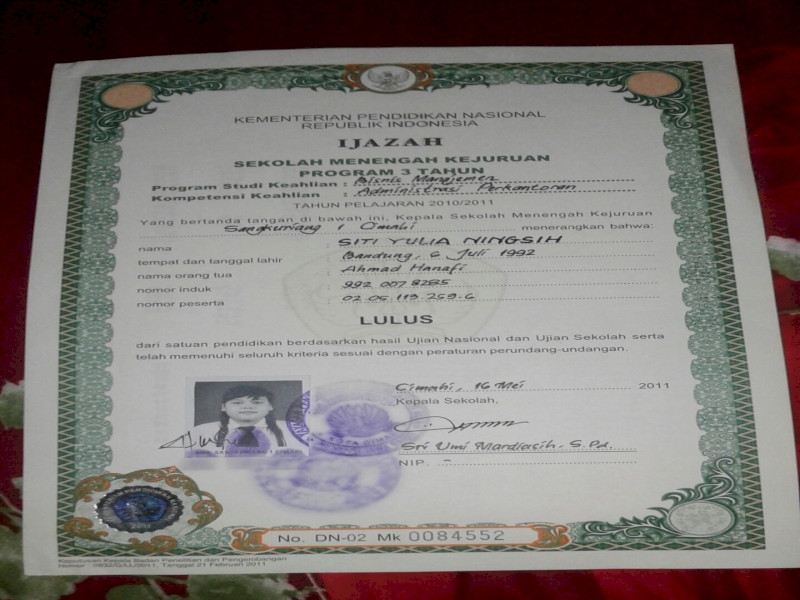 KEMENTERIAN PENDIDIKAN NASIONAL
REPUBLIK INDONESIA
IJAZAH
SEKOLAH MENENGAH KEJURUAN
PROGRAM 3 TAHUN
Program Studi Keahlian : Bisnis Manajemen
Kompetensi Keahlian : Administrasi Perkantoran
TAHUN PELAJARAN 2010/2011
Yang bertanda tangan di bawah ini, Kepala Sekolah Menengah Kejuruan
Sangkuriang 1 Cimahi menerangkan bahwa:
nama : SITI YULIA NINGSIH
tempat dan tanggal lahir : Bandung, 6 Juli 1992
nama orang tua : Ahmad Hanafi
nomor induk : 992 007 8285
nomor peserta : 02.06.113.259.6
LULUS
dari satuan pendidikan berdasarkan hasil Ujian Nasional dan Ujian Sekolah serta
telah memenuhi seluruh kriteria sesuai dengan peraturan perundang-undangan.
Cimahi, 16 Mei 2011
Kepala Sekolah,
Sri Umi Mardiasih, S.Pd.
NIP. -
No. DN-02 Mk 0084552
Keputusan Kepala Badan Penelitian dan Pengembangan
Tanggal 21 Februari 2011